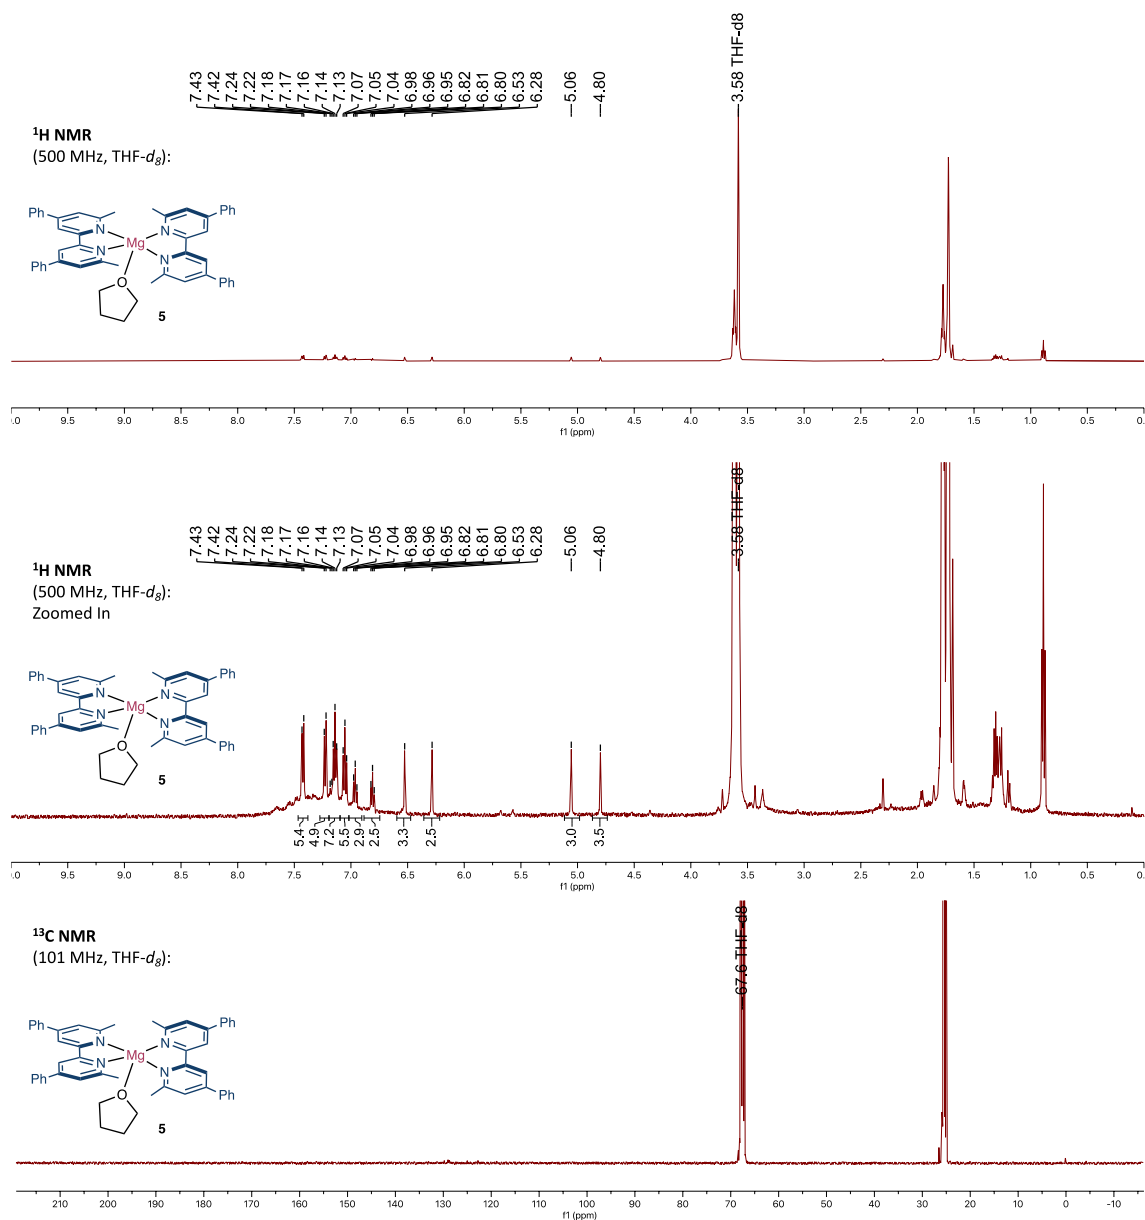 7.43
7.42
7.24
7.22
7.18
7.17
7.16
7.14
7.13
7.07
7.05
7.04
6.98
6.96
6.95
6.82
6.81
6.80
6.53
6.28
5.06
4.80
3.58 THF-d8
¹H NMR
(500 MHz, THF-d₈):
Ph
Ph
Ph
Ph
N
N
N
N
Mg
O
5
.0 9.5 9.0 8.5 8.0 7.5 7.0 6.5 6.0 5.5 5.0 4.5 4.0 3.5 3.0 2.5 2.0 1.5 1.0 0.5 0.
f1 (ppm)
7.43
7.42
7.24
7.22
7.18
7.17
7.16
7.14
7.13
7.07
7.05
7.04
6.98
6.96
6.95
6.82
6.81
6.80
6.53
6.28
5.06
4.80
3.58 THF-d8
¹H NMR
(500 MHz, THF-d₈):
Zoomed In
Ph
Ph
Ph
Ph
N
N
N
N
Mg
O
5
5.4
4.9
7.2
5.5
2.9
2.5
3.3
2.5
3.0
3.5
.0 9.5 9.0 8.5 8.0 7.5 7.0 6.5 6.0 5.5 5.0 4.5 4.0 3.5 3.0 2.5 2.0 1.5 1.0 0.5 0.
f1 (ppm)
¹³C NMR
(101 MHz, THF-d₈):
67.6 THF-d8
Ph
Ph
Ph
Ph
N
N
N
N
Mg
O
5
210 200 190 180 170 160 150 140 130 120 110 100 90 80 70 60 50 40 30 20 10 0 -10
f1 (ppm)